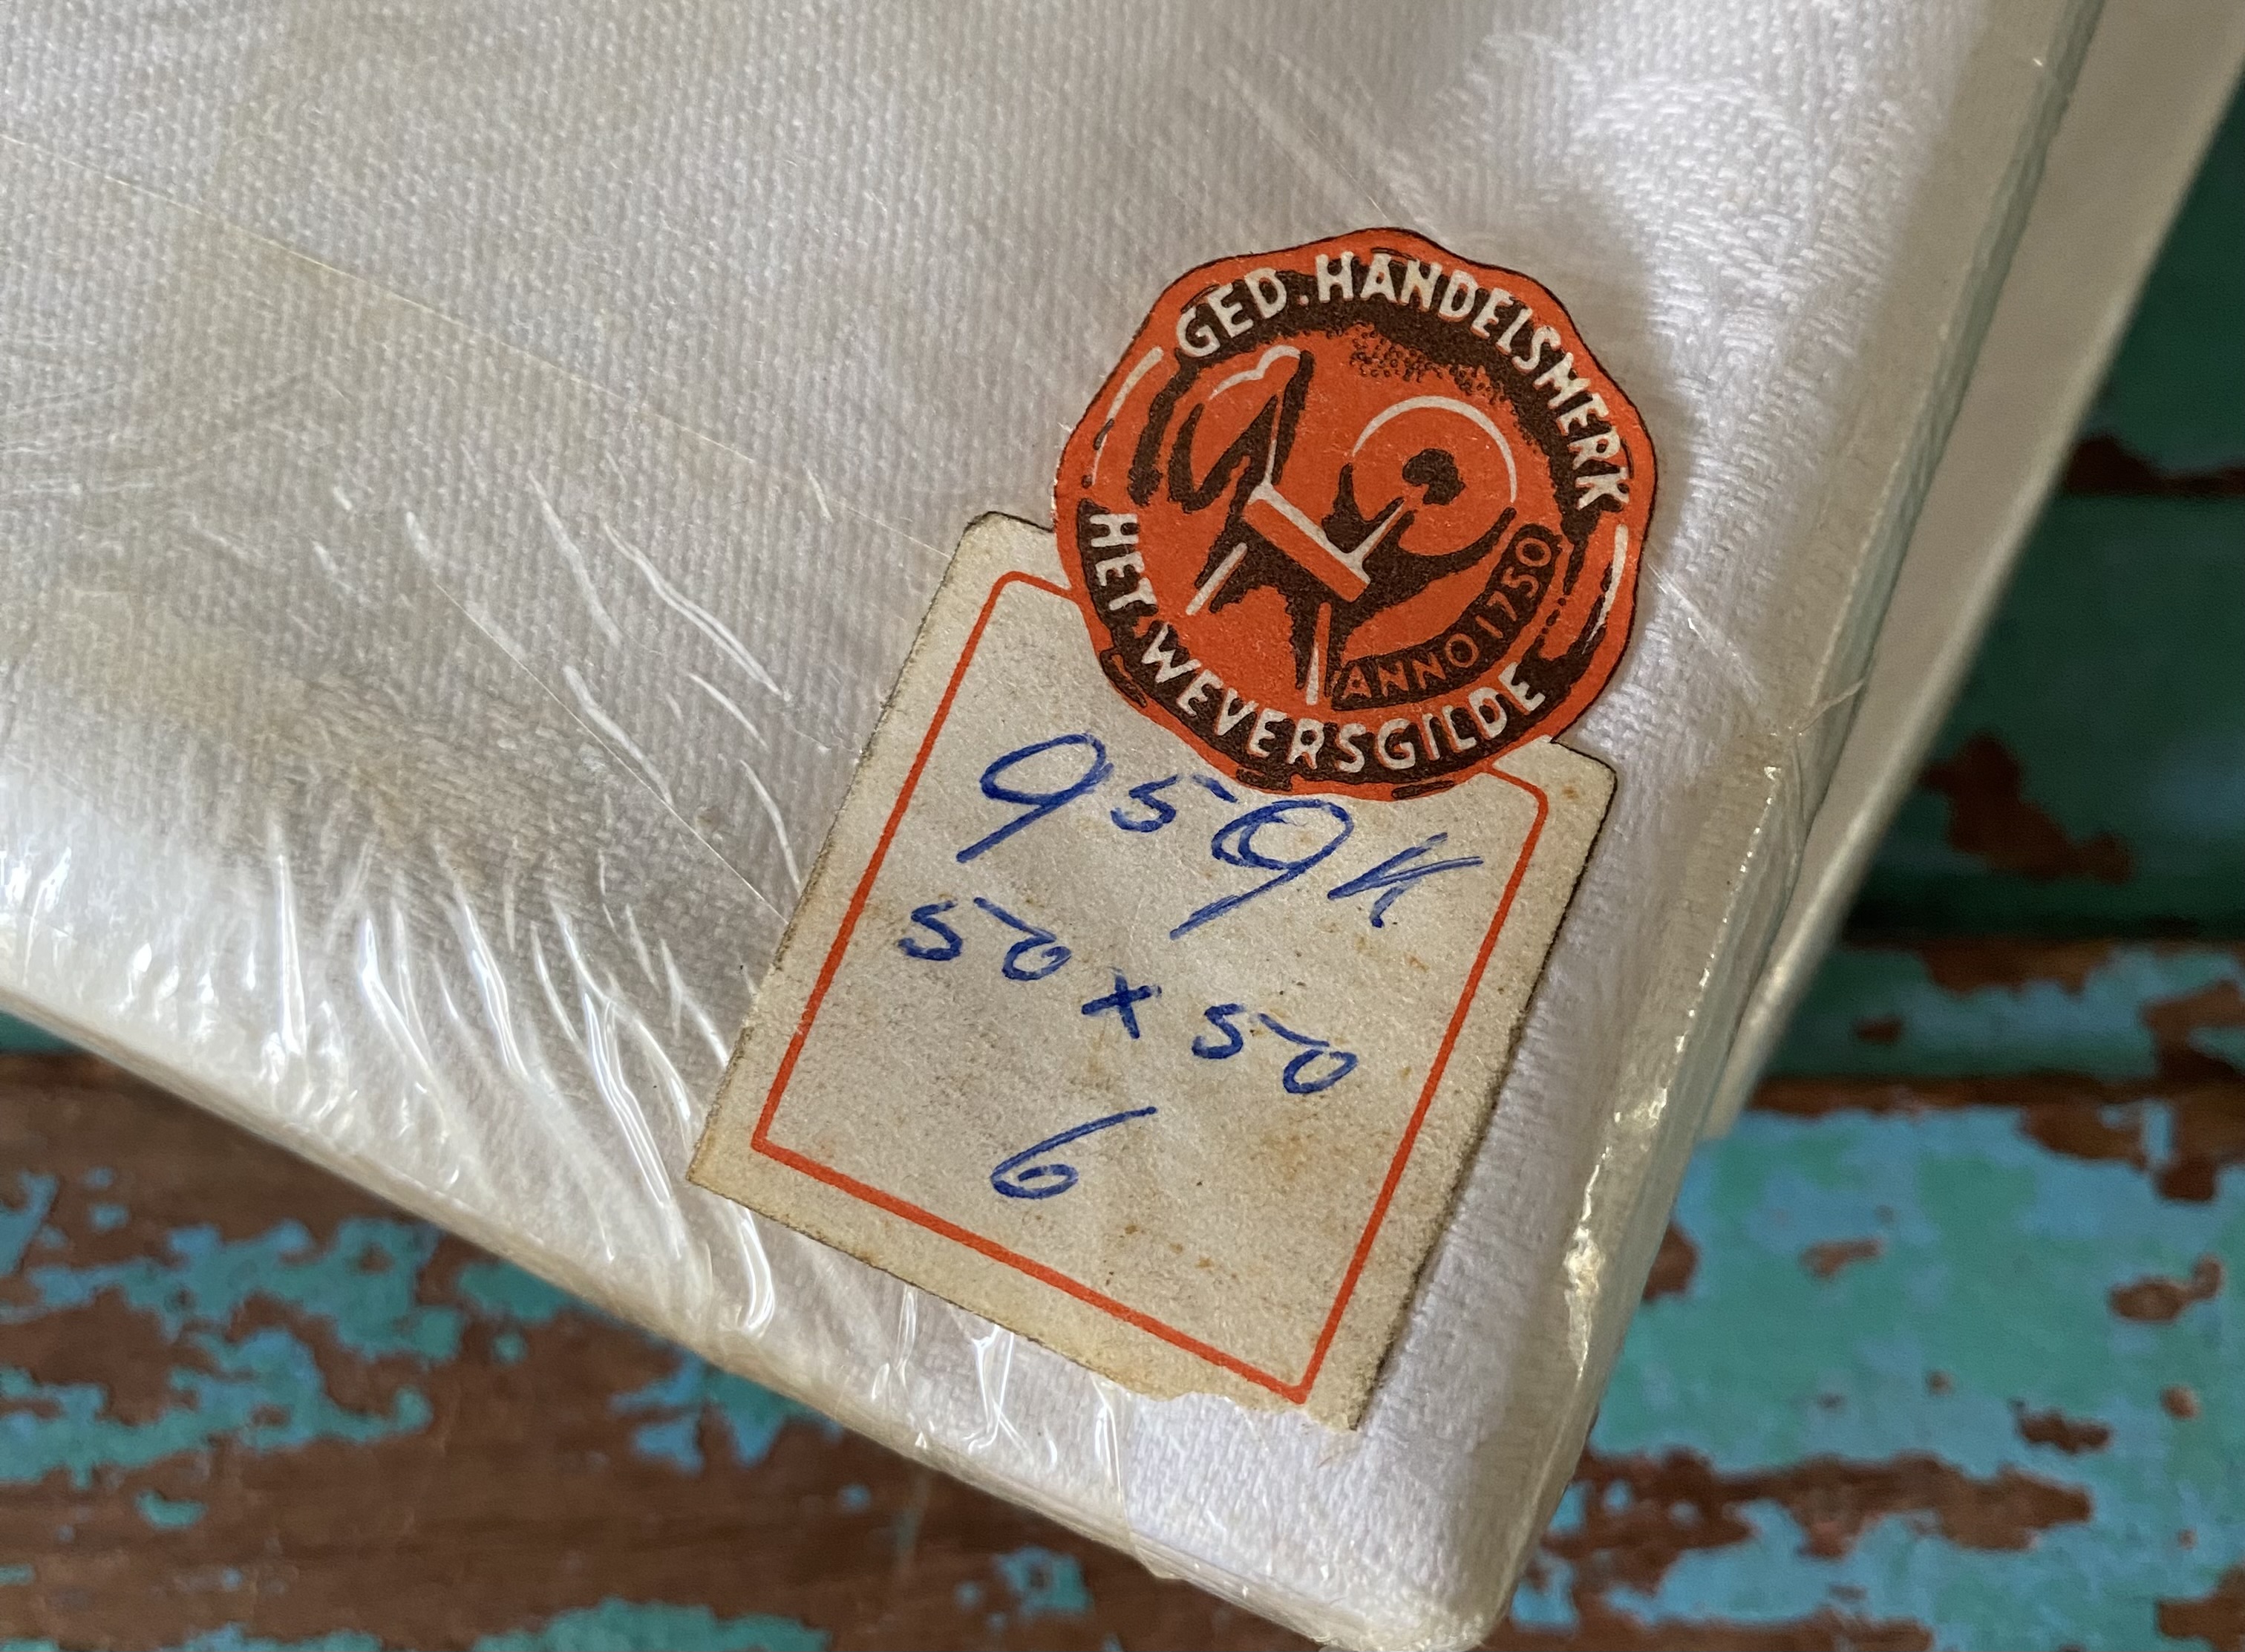 GED. HANDELSMERK
ANNO 1750
HET WEVERSGILDE
959K
50 x 50
6